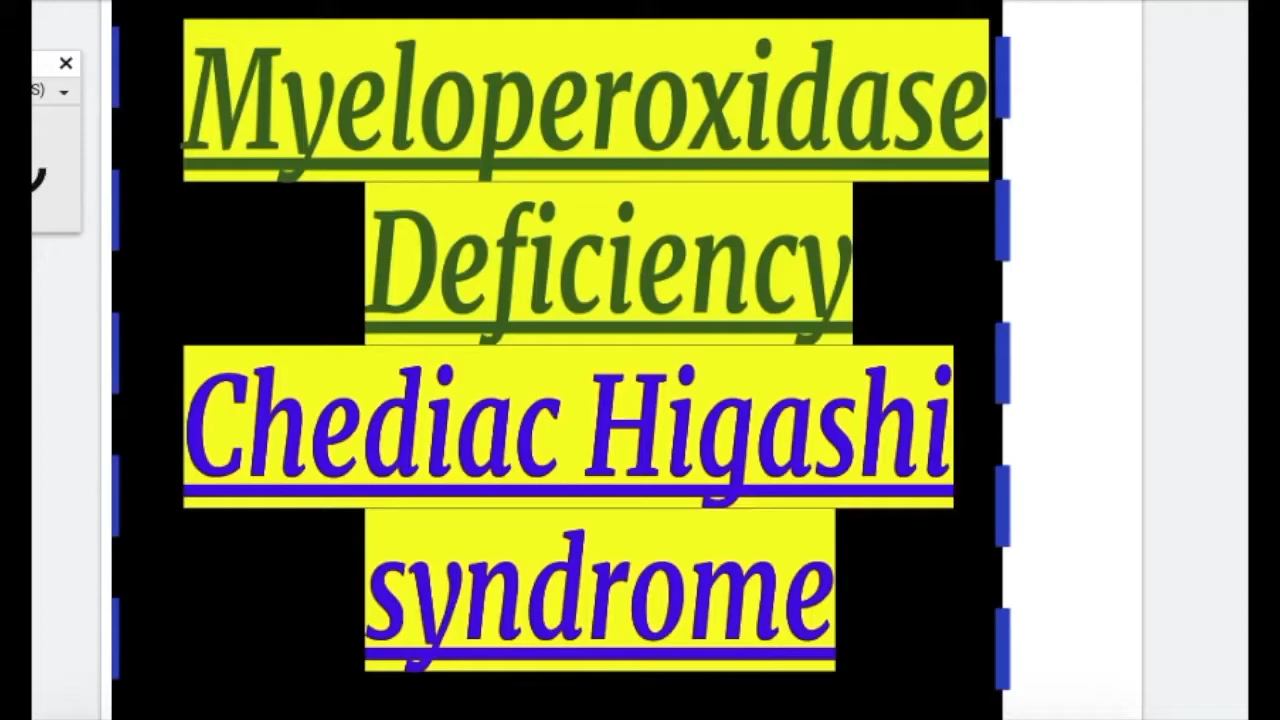 S)
Myeloperoxidase
Deficiency
Chediac Higashi
syndrome